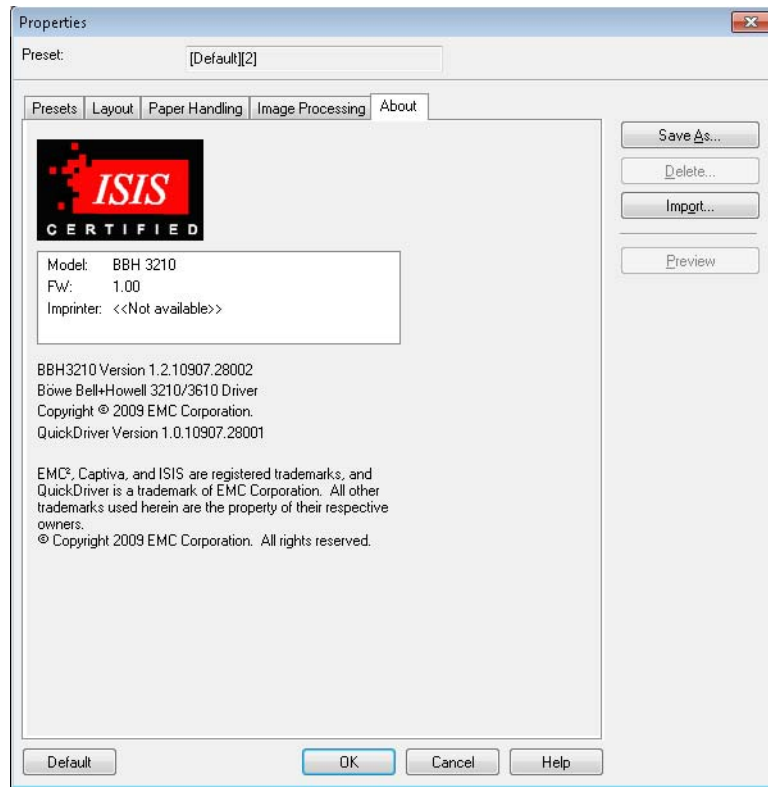 Properties
Preset: [Default][2]
Presets Layout Paper Handling Image Processing About
Save As...
Delete...
Import...
Preview
ISIS
CERTIFIED
Model: BBH 3210
FW: 1.00
Imprinter: <<Not available>>
BBH3210 Version 1.2.10907.28002
Böwe Bell+Howell 3210/3610 Driver
Copyright © 2009 EMC Corporation.
QuickDriver Version 1.0.10907.28001
EMC², Captiva, and ISIS are registered trademarks, and
QuickDriver is a trademark of EMC Corporation. All other
trademarks used herein are the property of their respective
owners.
© Copyright 2009 EMC Corporation. All rights reserved.
Default OK Cancel Help